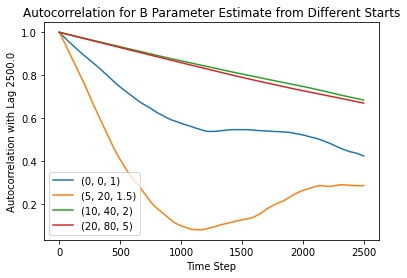 Autocorrelation for B Parameter Estimate from Different Starts
Autocorrelation with Lag 2500.0
1.0
0.8
0.6
0.4
0.2
(0, 0, 1)
(5, 20, 1.5)
(10, 40, 2)
(20, 80, 5)
0
500
1000
1500
2000
2500
Time Step